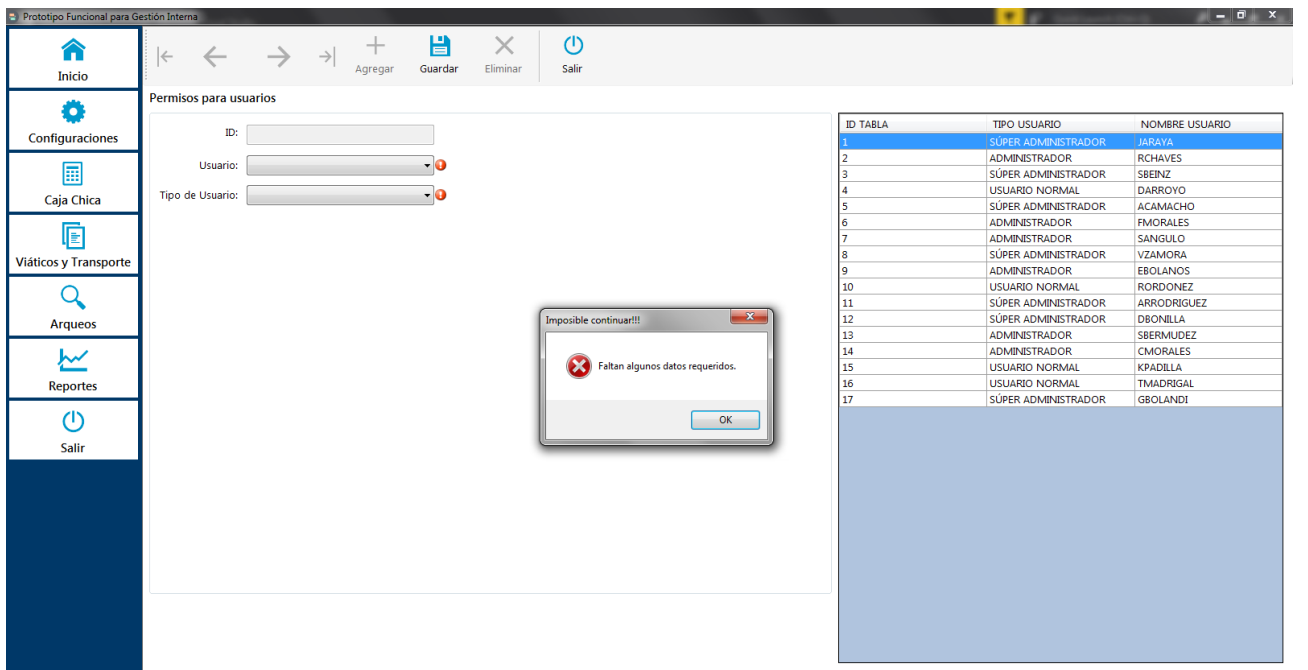 Prototipo Funcional para Gestión Interna
Inicio
Configuraciones
Caja Chica
Viáticos y Transporte
Arqueos
Reportes
Salir
Agregar Guardar Eliminar Salir
Permisos para usuarios
ID:
Usuario:
Tipo de Usuario:
Imposible continuar!!!
Faltan algunos datos requeridos.
OK
ID TABLA TIPO USUARIO NOMBRE USUARIO
1 SÚPER ADMINISTRADOR JARAYA
2 ADMINISTRADOR RCHAVES
3 SÚPER ADMINISTRADOR SBEINZ
4 USUARIO NORMAL DARROYO
5 SÚPER ADMINISTRADOR ACAMACHO
6 ADMINISTRADOR FMORALES
7 ADMINISTRADOR SANGULO
8 SÚPER ADMINISTRADOR VZAMORA
9 ADMINISTRADOR EBOLANOS
10 USUARIO NORMAL RORDONEZ
11 SÚPER ADMINISTRADOR ARRODRIGUEZ
12 SÚPER ADMINISTRADOR DBONILLA
13 ADMINISTRADOR SBERMUDEZ
14 ADMINISTRADOR CMORALES
15 USUARIO NORMAL KPADILLA
16 USUARIO NORMAL TMADRIGAL
17 SÚPER ADMINISTRADOR GBOLANDI